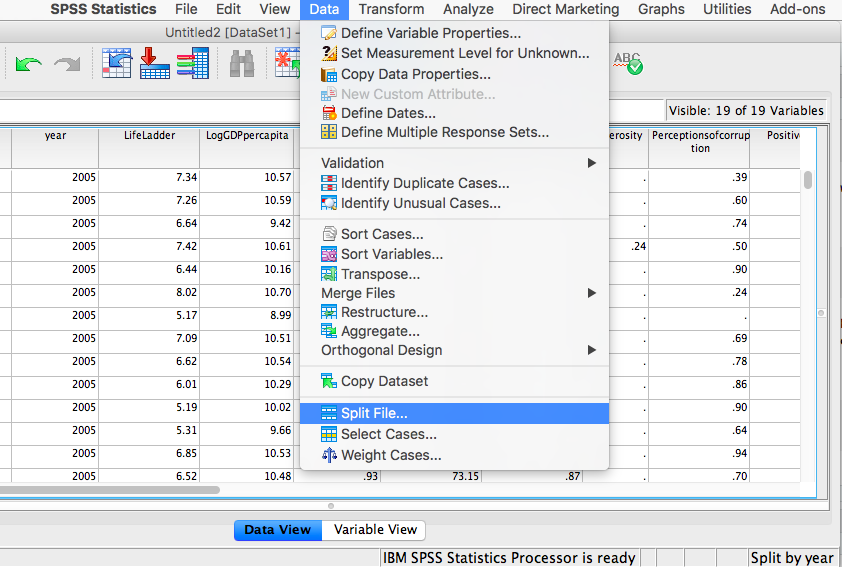 SPSS Statistics File Edit View Data Transform Analyze Direct Marketing Graphs Utilities Add-ons
Untitled2 [DataSet1] –
Define Variable Properties...
Set Measurement Level for Unknown...
Copy Data Properties...
New Custom Attribute...
Define Dates...
Define Multiple Response Sets...
Validation
Identify Duplicate Cases...
Identify Unusual Cases...
Sort Cases...
Sort Variables...
Transpose...
Merge Files
Restructure...
Aggregate...
Orthogonal Design
Copy Dataset
Split File...
Select Cases...
Weight Cases...
ABC
Visible: 19 of 19 Variables
year LifeLadder LogGDPpercapita erosity Perceptionsofcorrup Positiv
tion
2005 7.34 10.57 . .39
2005 7.26 10.59 . .60
2005 6.64 9.42 . .74
2005 7.42 10.61 .24 .50
2005 6.44 10.16 . .90
2005 8.02 10.70 . .24
2005 5.17 8.99 . .
2005 7.09 10.51 . .69
2005 6.62 10.54 . .78
2005 6.01 10.29 . .86
2005 5.19 10.02 . .90
2005 5.31 9.66 . .64
2005 6.85 10.53 . .94
2005 6.52 10.48 .93 73.15 .87 . .70
Data View Variable View
IBM SPSS Statistics Processor is ready Split by year